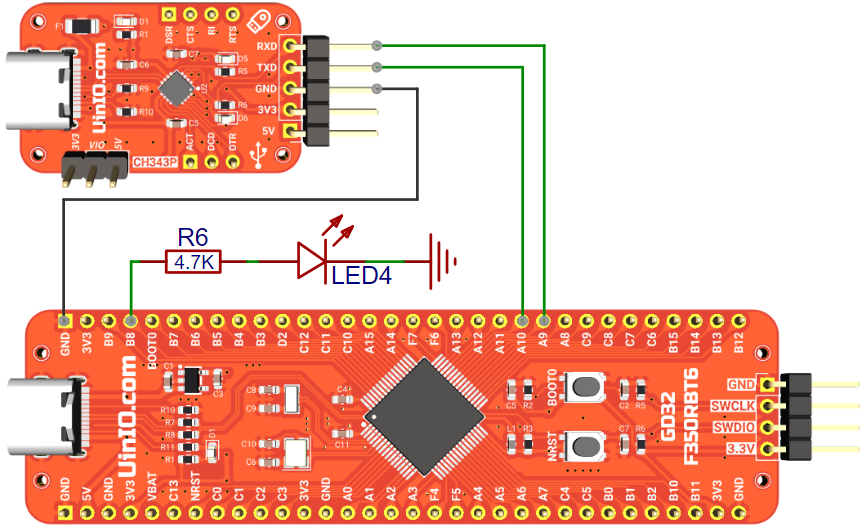 DSR CTS RI RTS
F1 D1
R1
C7
C6
R9
R10
D5
R5
U2
R6
D6
C5
UinIO.com
RXD
TXD
GND
3V3
5V
3V3 VIO 5V
CH343P
ACT DCD DTR
R6
4.7K
LED4
GND 3V3 B9 B8 BOOT0 B7 B6 B5 B4 B3 D2 C12 C11 C10 A15 A14 F7 F6 A13 A12 A11 A10 A9 A8 C9 C8 C7 C6 B15 B14 B13 B12
UinIO.com
C1
C3
R10
R7
R8
R11
R1
D1
C8
C9
C10
C6
C4
C11
C5 R2
L1 R3
BOOT0
NRST
C2 R5
C7 R6
GD32
F350RBT6
GND
SWCLK
SWDIO
3.3V
GND 5V GND 3V3 VBAT C13 NRST C0 C1 C2 C3 3V3 GND A0 A1 A2 A3 F4 F5 A4 A5 A6 A7 C4 C5 B0 B1 B2 B10 B11 3V3 GND